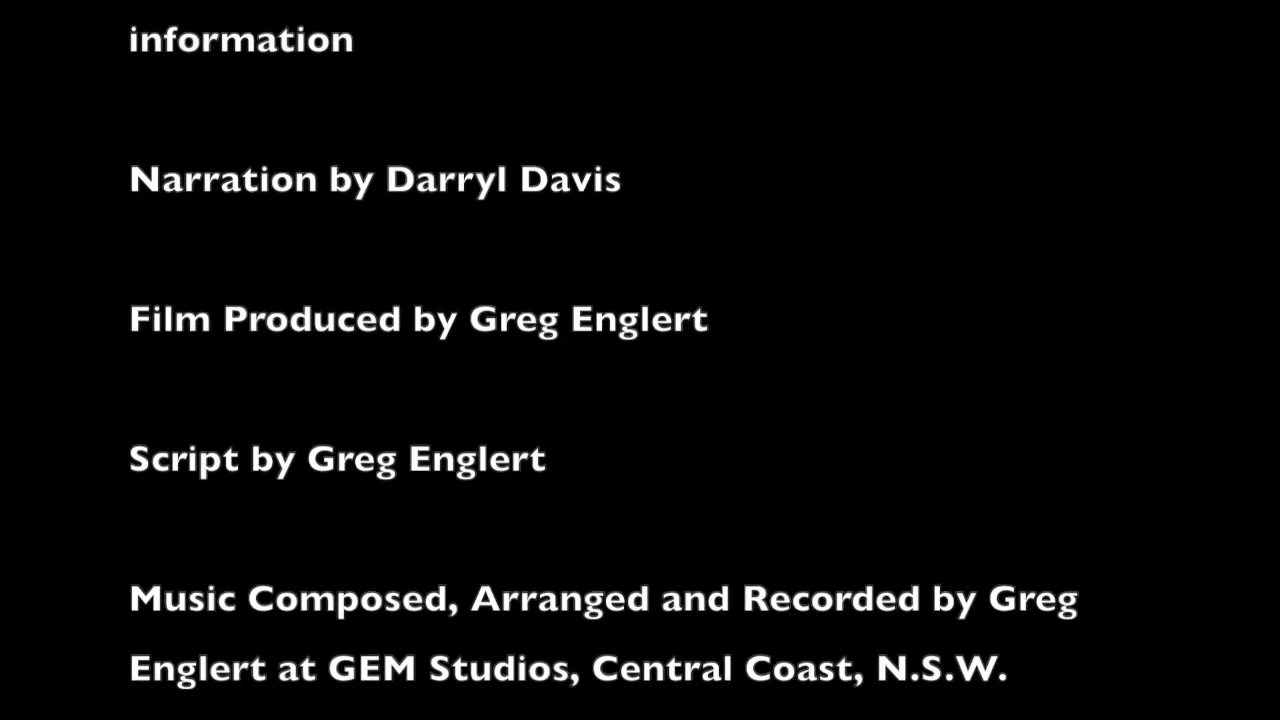 information
Narration by Darryl Davis
Film Produced by Greg Englert
Script by Greg Englert
Music Composed, Arranged and Recorded by Greg
Englert at GEM Studios, Central Coast, N.S.W.